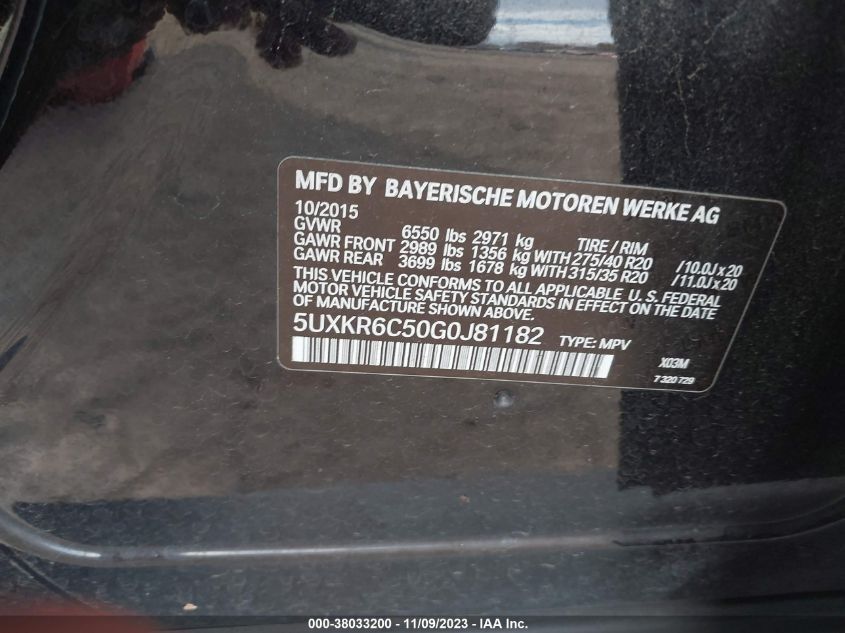 MFD BY BAYERISCHE MOTOREN WERKE AG
10/2015
GVWR 6550 lbs 2971 kg TIRE / RIM
GAWR FRONT 2989 lbs 1356 kg WITH 275/40 R20 /10.0J x 20
GAWR REAR 3699 lbs 1678 kg WITH 315/35 R20 /11.0J x 20
THIS VEHICLE CONFORMS TO ALL APPLICABLE U. S. FEDERAL
MOTOR VEHICLE SAFETY STANDARDS IN EFFECT ON THE DATE
OF MANUFACTURE SHOWN ABOVE.
5UXKR6C50G0J81182 TYPE: MPV
X03M
7 320 729
000-38033200 - 11/09/2023 - IAA Inc.